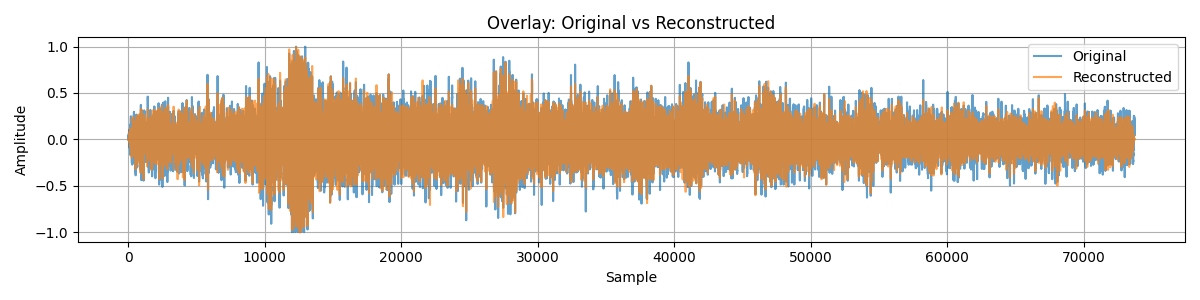 Overlay: Original vs Reconstructed
Original
Reconstructed
Amplitude
1.0
0.5
0.0
−0.5
−1.0
0 10000 20000 30000 40000 50000 60000 70000
Sample